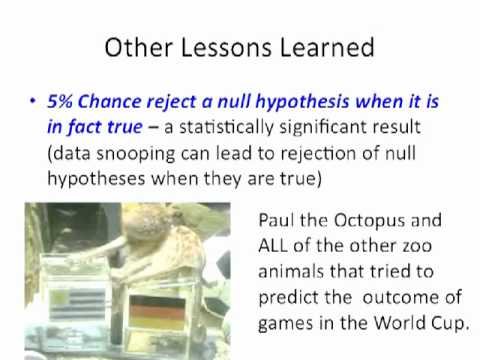 Other Lessons Learned
• 5% Chance reject a null hypothesis when it is
in fact true – a statistically significant result
(data snooping can lead to rejection of null
hypotheses when they are true)
Paul the Octopus and
ALL of the other zoo
animals that tried to
predict the outcome of
games in the World Cup.